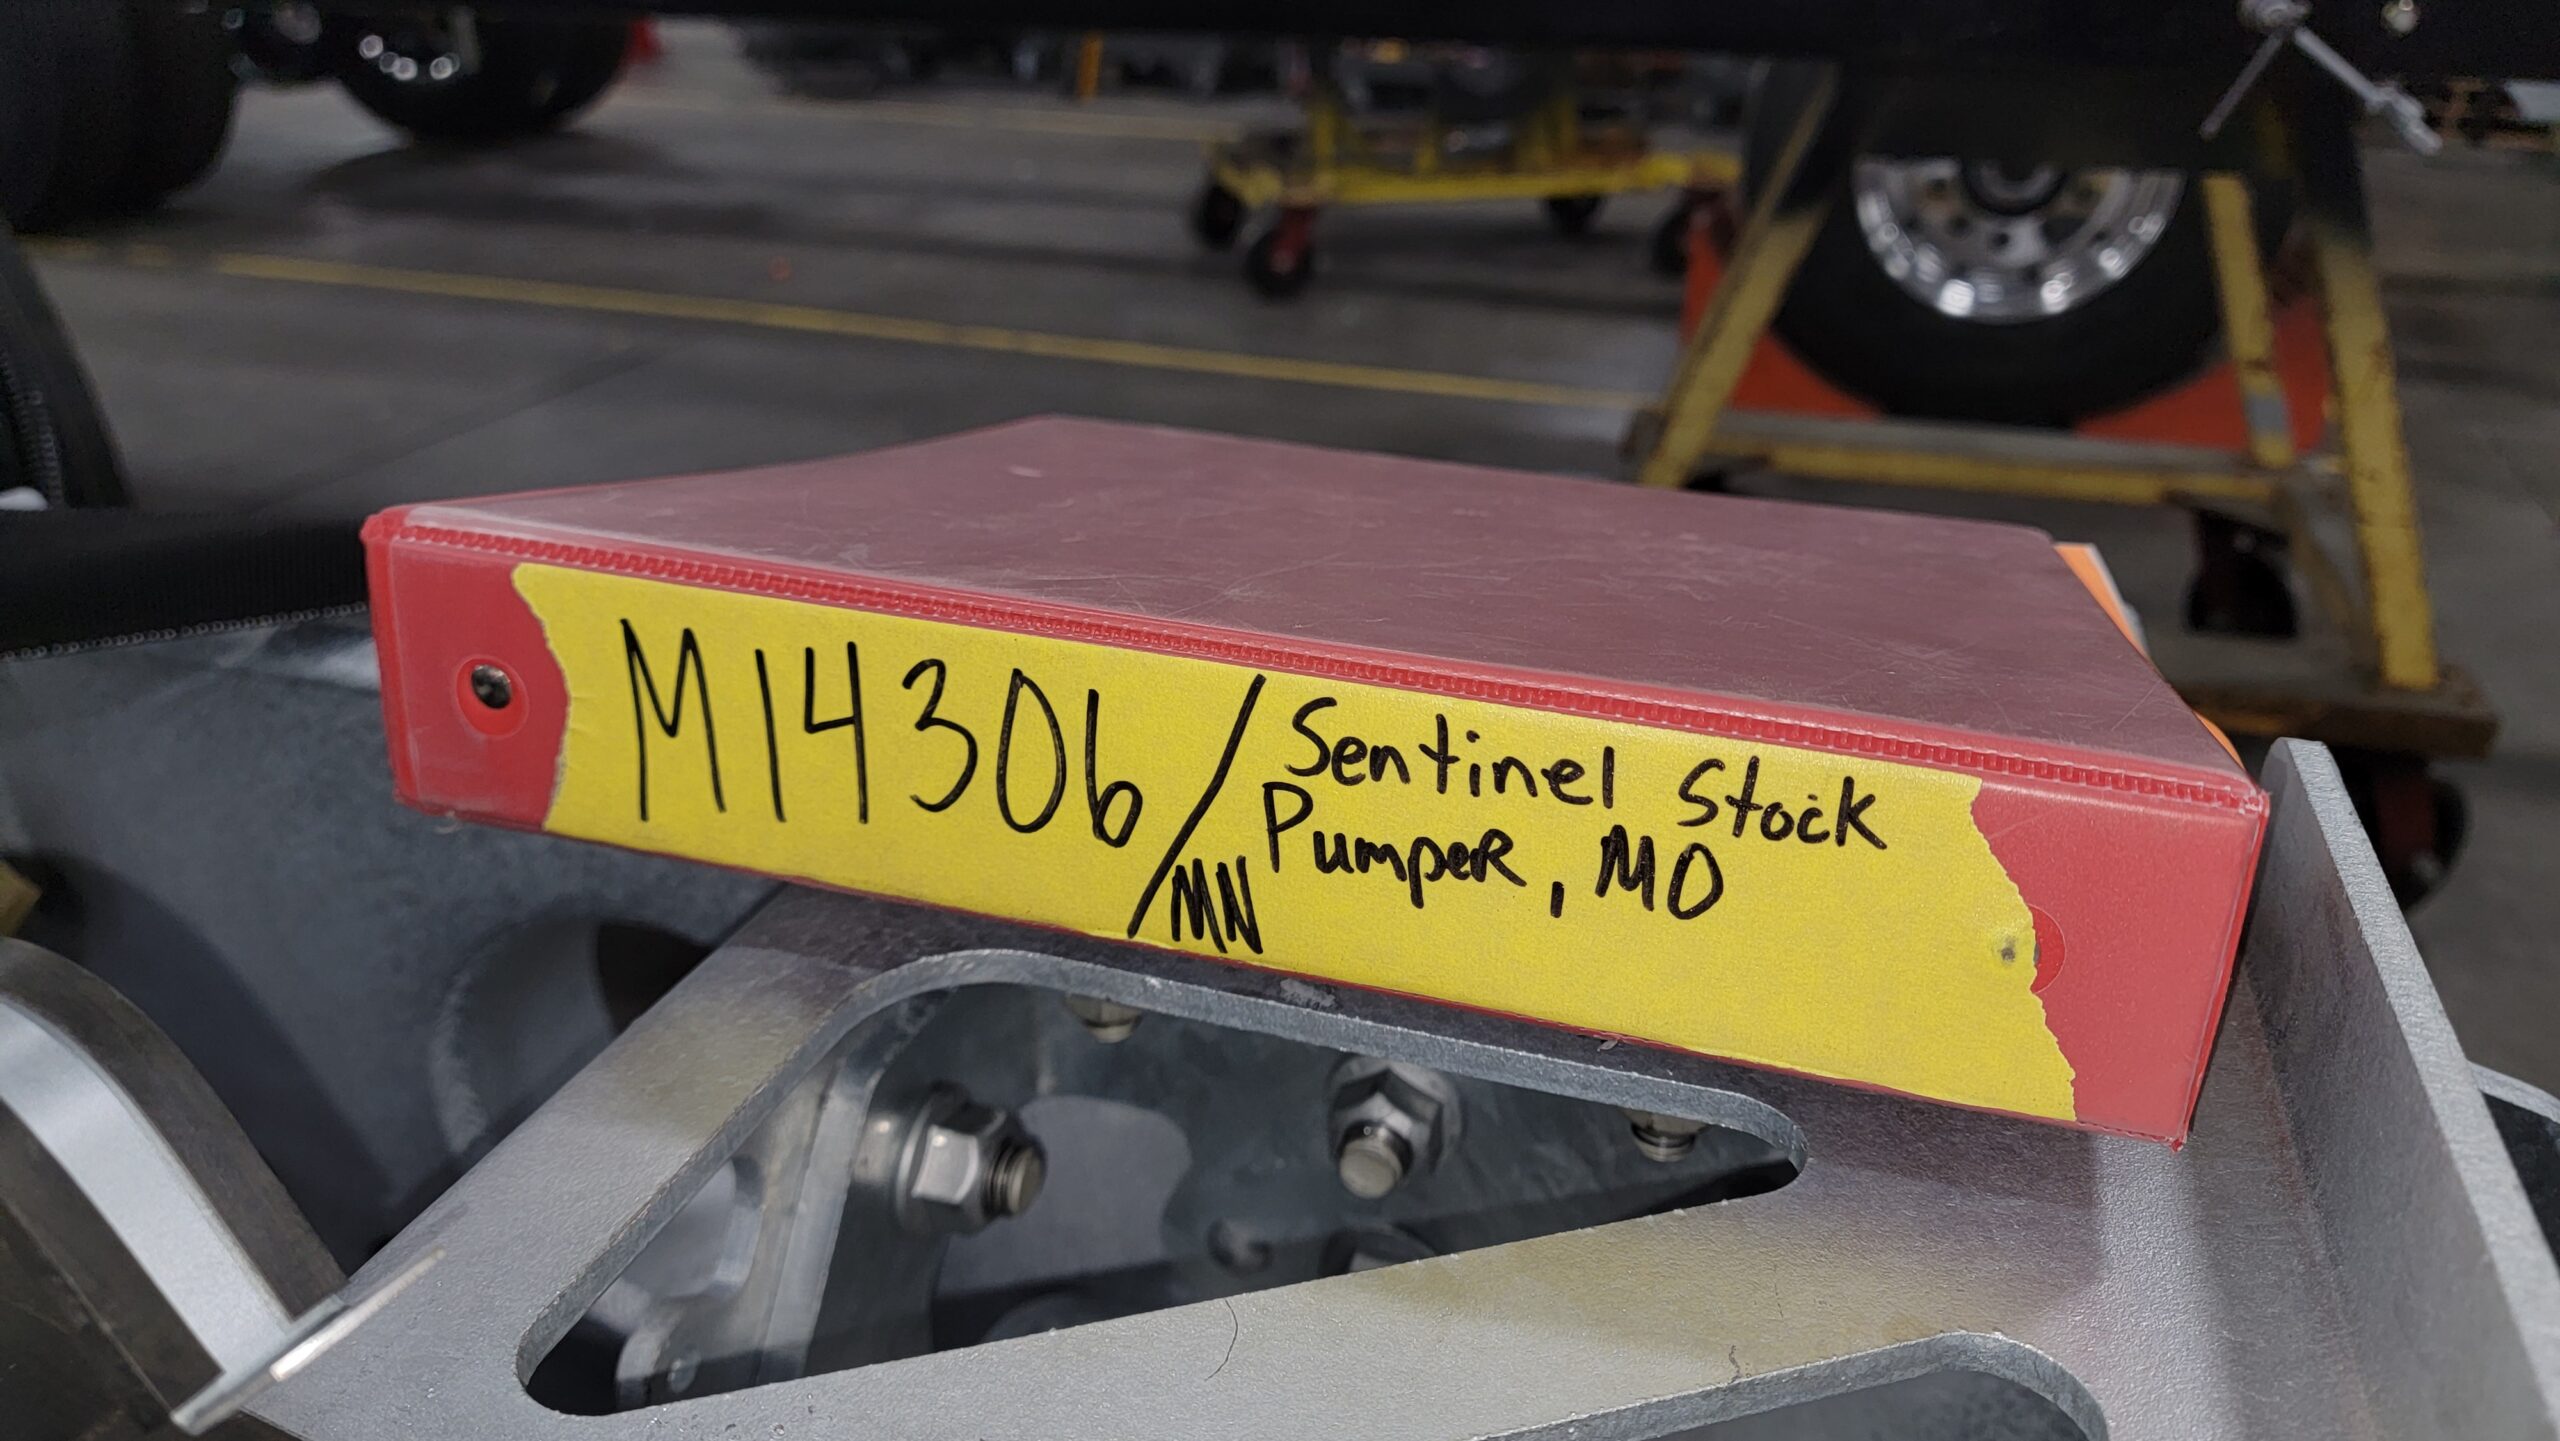 M14306/MN
Sentinel Stock
Pumper, MO